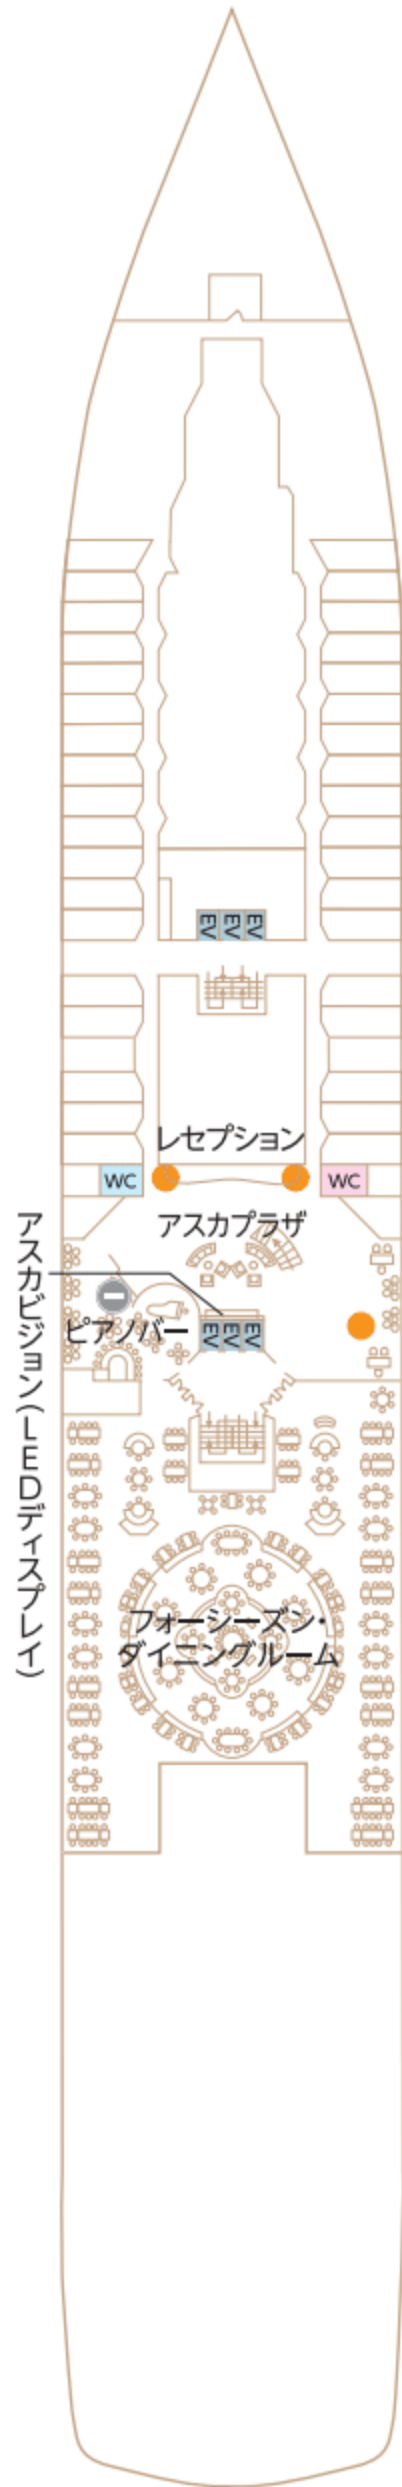 EV EV EV
レセプション
WC
WC
アスカプラザ
アスカビジョン(LEDディスプレイ)
ピアノバー
EV EV EV
フォーシーズン・
ダイニングルーム